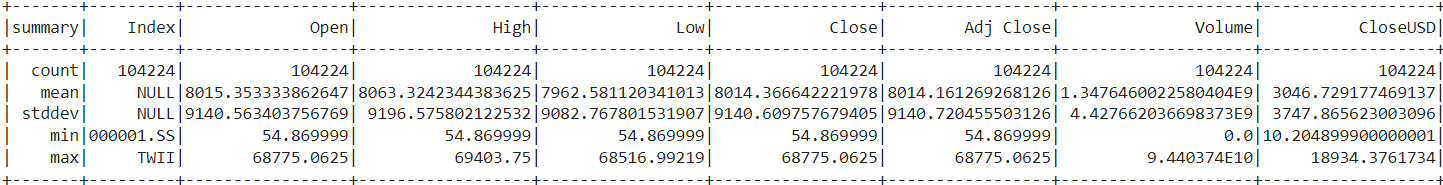 +-------+---------+-----------------+-----------------+-----------------+-----------------+-----------------+--------------------+------------------+
|summary|    Index|             Open|             High|              Low|            Close|        Adj Close|              Volume|          CloseUSD|
+-------+---------+-----------------+-----------------+-----------------+-----------------+-----------------+--------------------+------------------+
|  count|   104224|           104224|           104224|           104224|           104224|           104224|              104224|            104224|
|   mean|     NULL|8015.353333862647|8063.3242344383625|7962.581120341013|8014.366642221978|8014.161269268126|1.3476460022580404E9| 3046.729177469137|
| stddev|     NULL|9140.563403756769| 9196.575802122532|9082.767801531907|9140.609757679405|9140.720455503126| 4.427662036698373E9| 3747.865623003096|
|    min|000001.SS|        54.869999|        54.869999|        54.869999|        54.869999|        54.869999|                 0.0|10.204899900000001|
|    max|     TWII|       68775.0625|         69403.75|      68516.99219|       68775.0625|       68775.0625|         9.440374E10|     18934.3761734|
+-------+---------+-----------------+-----------------+-----------------+-----------------+-----------------+--------------------+------------------+